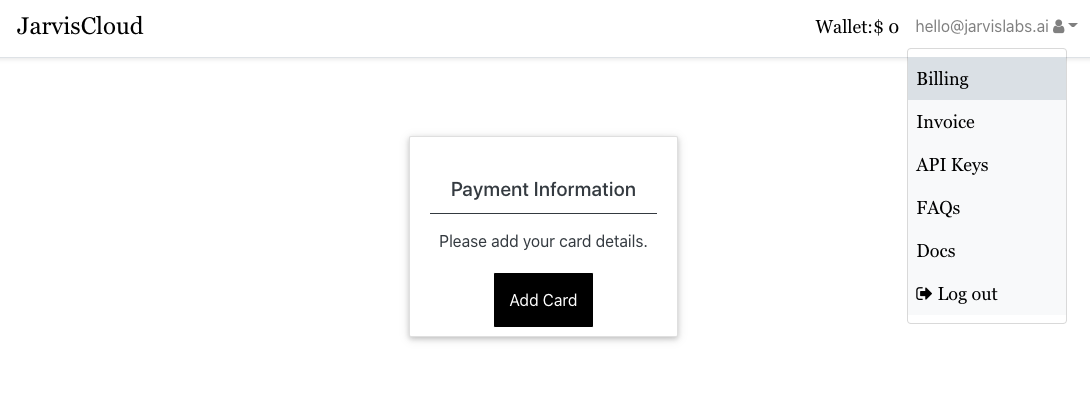 JarvisCloud
Wallet:$ 0
hello@jarvislabs.ai
Billing
Invoice
API Keys
FAQs
Docs
Log out
Payment Information
Please add your card details.
Add Card